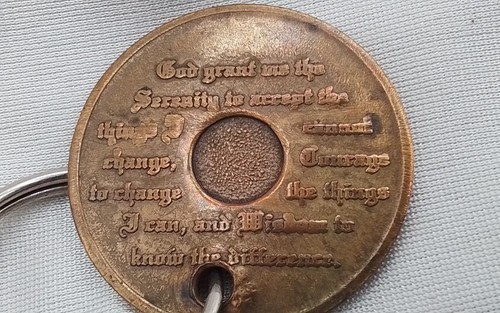 God grant me the
Serenity to accept the
things I cannot
change, Courage
to change the things
I can, and Wisdom to
know the difference.